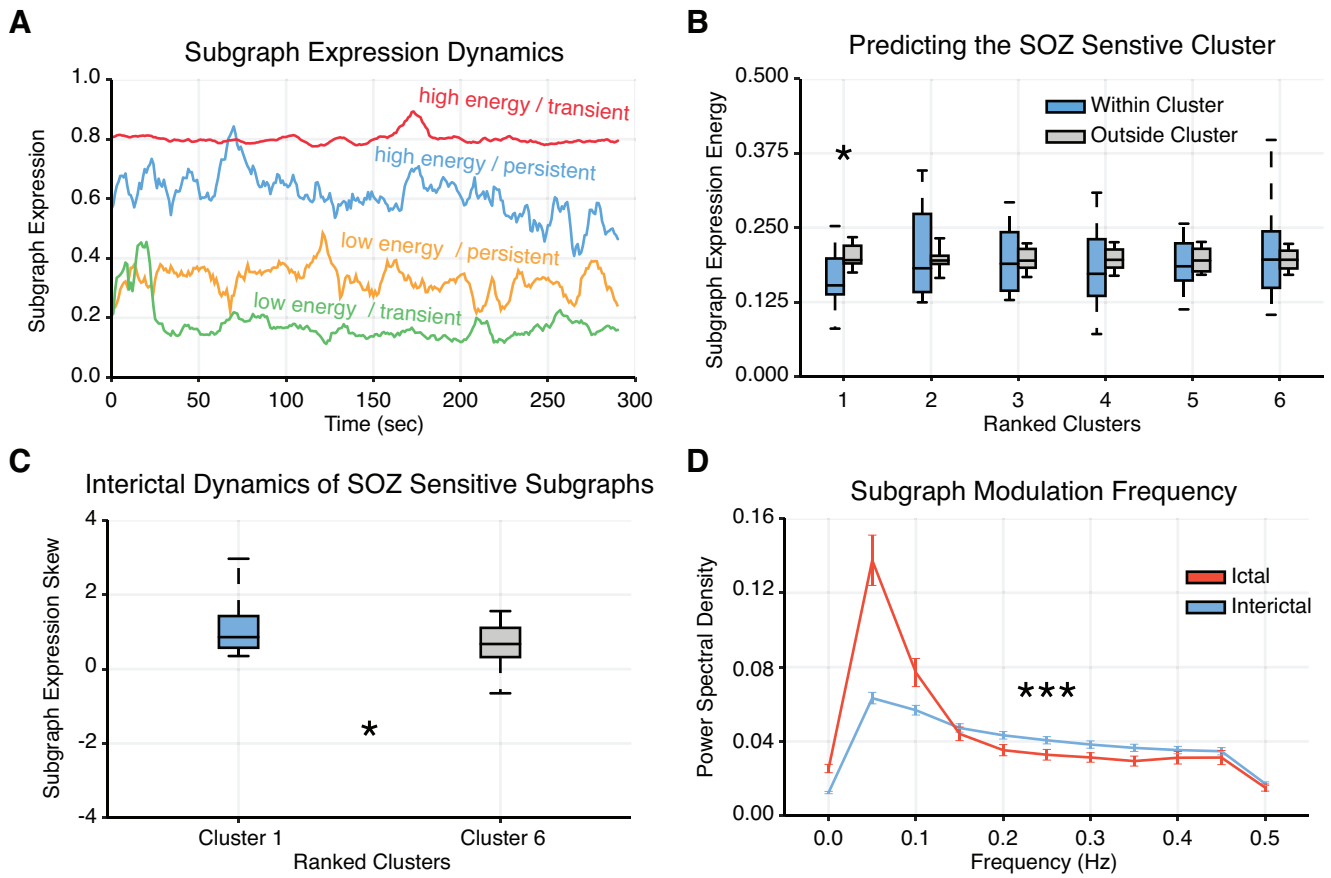 A
Subgraph Expression Dynamics
1.0
0.8
0.6
0.4
0.2
0.0
Subgraph Expression
high energy / transient
high energy / persistent
low energy / persistent
low energy / transient
0 50 100 150 200 250 300
Time (sec)
B
Predicting the SOZ Senstive Cluster
0.500
0.375
0.250
0.125
0.000
Subgraph Expression Energy
Within Cluster
Outside Cluster
*
1 2 3 4 5 6
Ranked Clusters
C
Interictal Dynamics of SOZ Sensitive Subgraphs
4
2
0
-2
-4
Subgraph Expression Skew
*
Cluster 1 Cluster 6
Ranked Clusters
D
Subgraph Modulation Frequency
0.16
0.12
0.08
0.04
0.00
Power Spectral Density
Ictal
Interictal
***
0.0 0.1 0.2 0.3 0.4 0.5
Frequency (Hz)